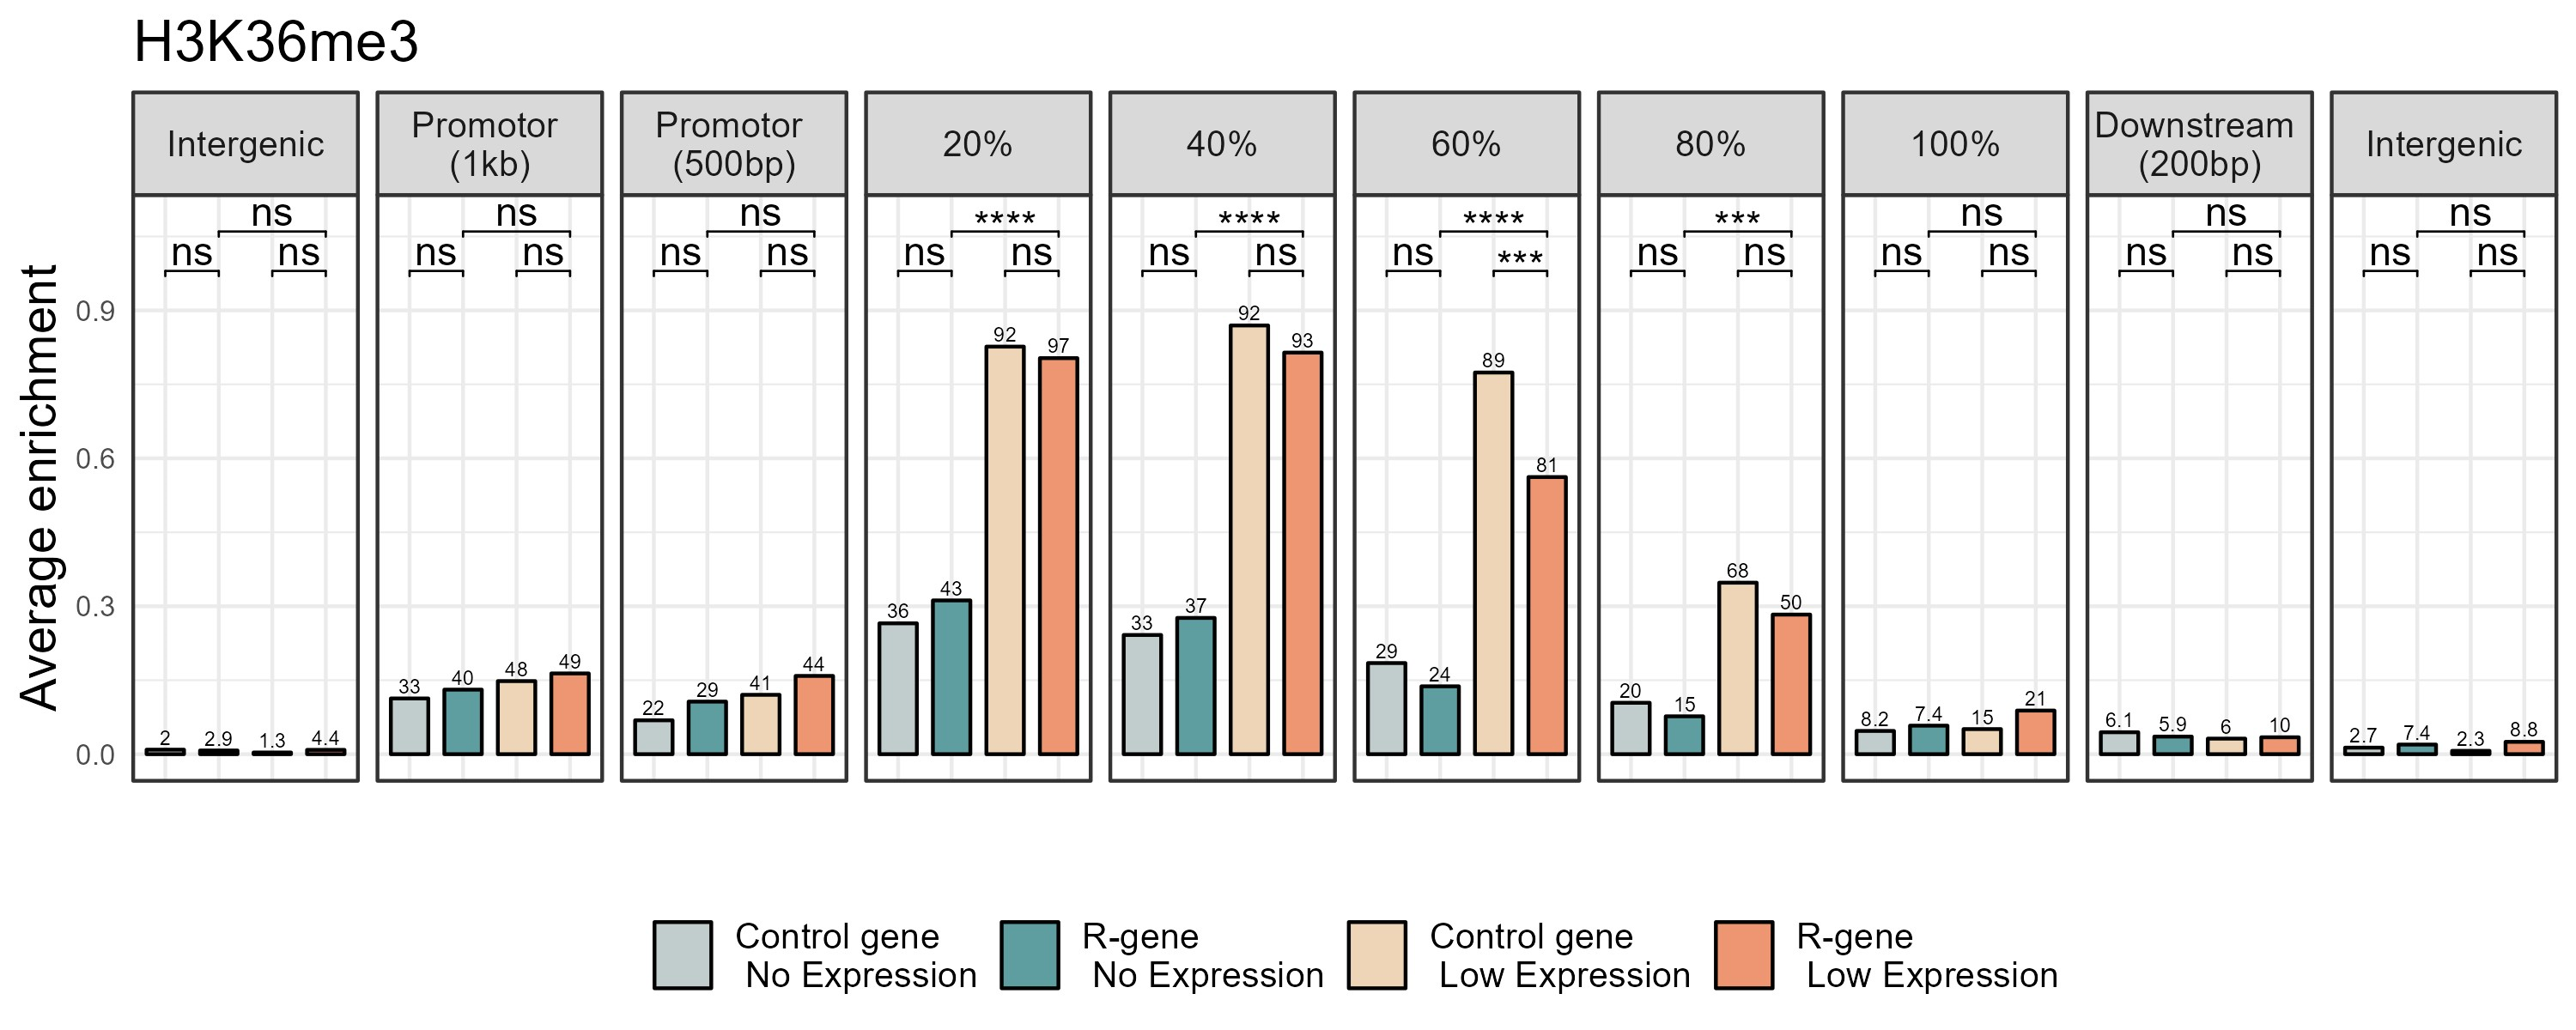 H3K36me3
Intergenic
Promotor
(1kb)
Promotor
(500bp)
20%
40%
60%
80%
100%
Downstream
(200bp)
Intergenic
ns
ns ns
ns
ns ns
ns
ns ns
****
ns ns
****
ns ns
****
ns ***
***
ns ns
ns
ns ns
ns
ns ns
ns
ns ns
Average enrichment
0.9
0.6
0.3
0.0
2 2.9 1.3 4.4
33 40 48 49
22 29 41 44
36 43 92 97
33 37 92 93
29 24 89 81
20 15 68 50
8.2 7.4 15 21
6.1 5.9 6 10
2.7 7.4 2.3 8.8
Control gene
No Expression
R-gene
No Expression
Control gene
Low Expression
R-gene
Low Expression